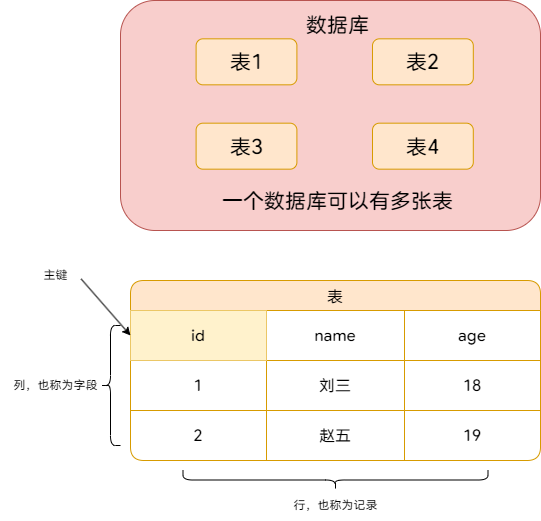 数据库
表1 表2
表3 表4
一个数据库可以有多张表
主键
表
id name age
列，也称为字段
1 刘三 18
2 赵五 19
行，也称为记录